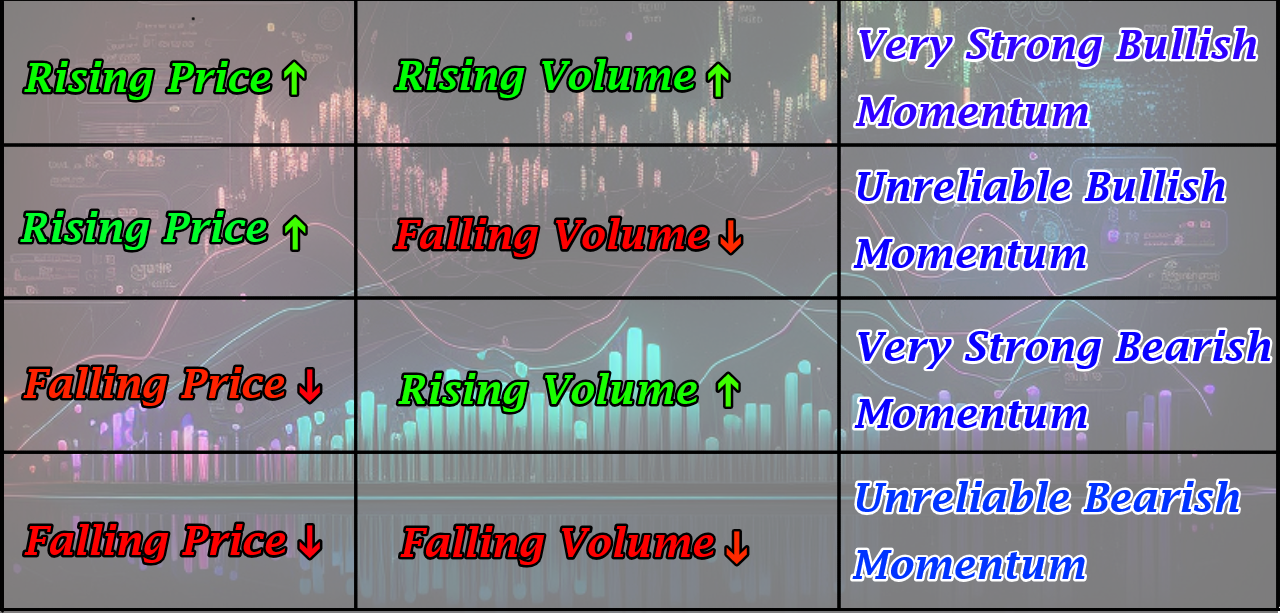 Rising Price ↑
Rising Volume ↑
Very Strong Bullish
Momentum
Rising Price ↑
Falling Volume ↓
Unreliable Bullish
Momentum
Falling Price ↓
Rising Volume ↑
Very Strong Bearish
Momentum
Falling Price ↓
Falling Volume ↓
Unreliable Bearish
Momentum